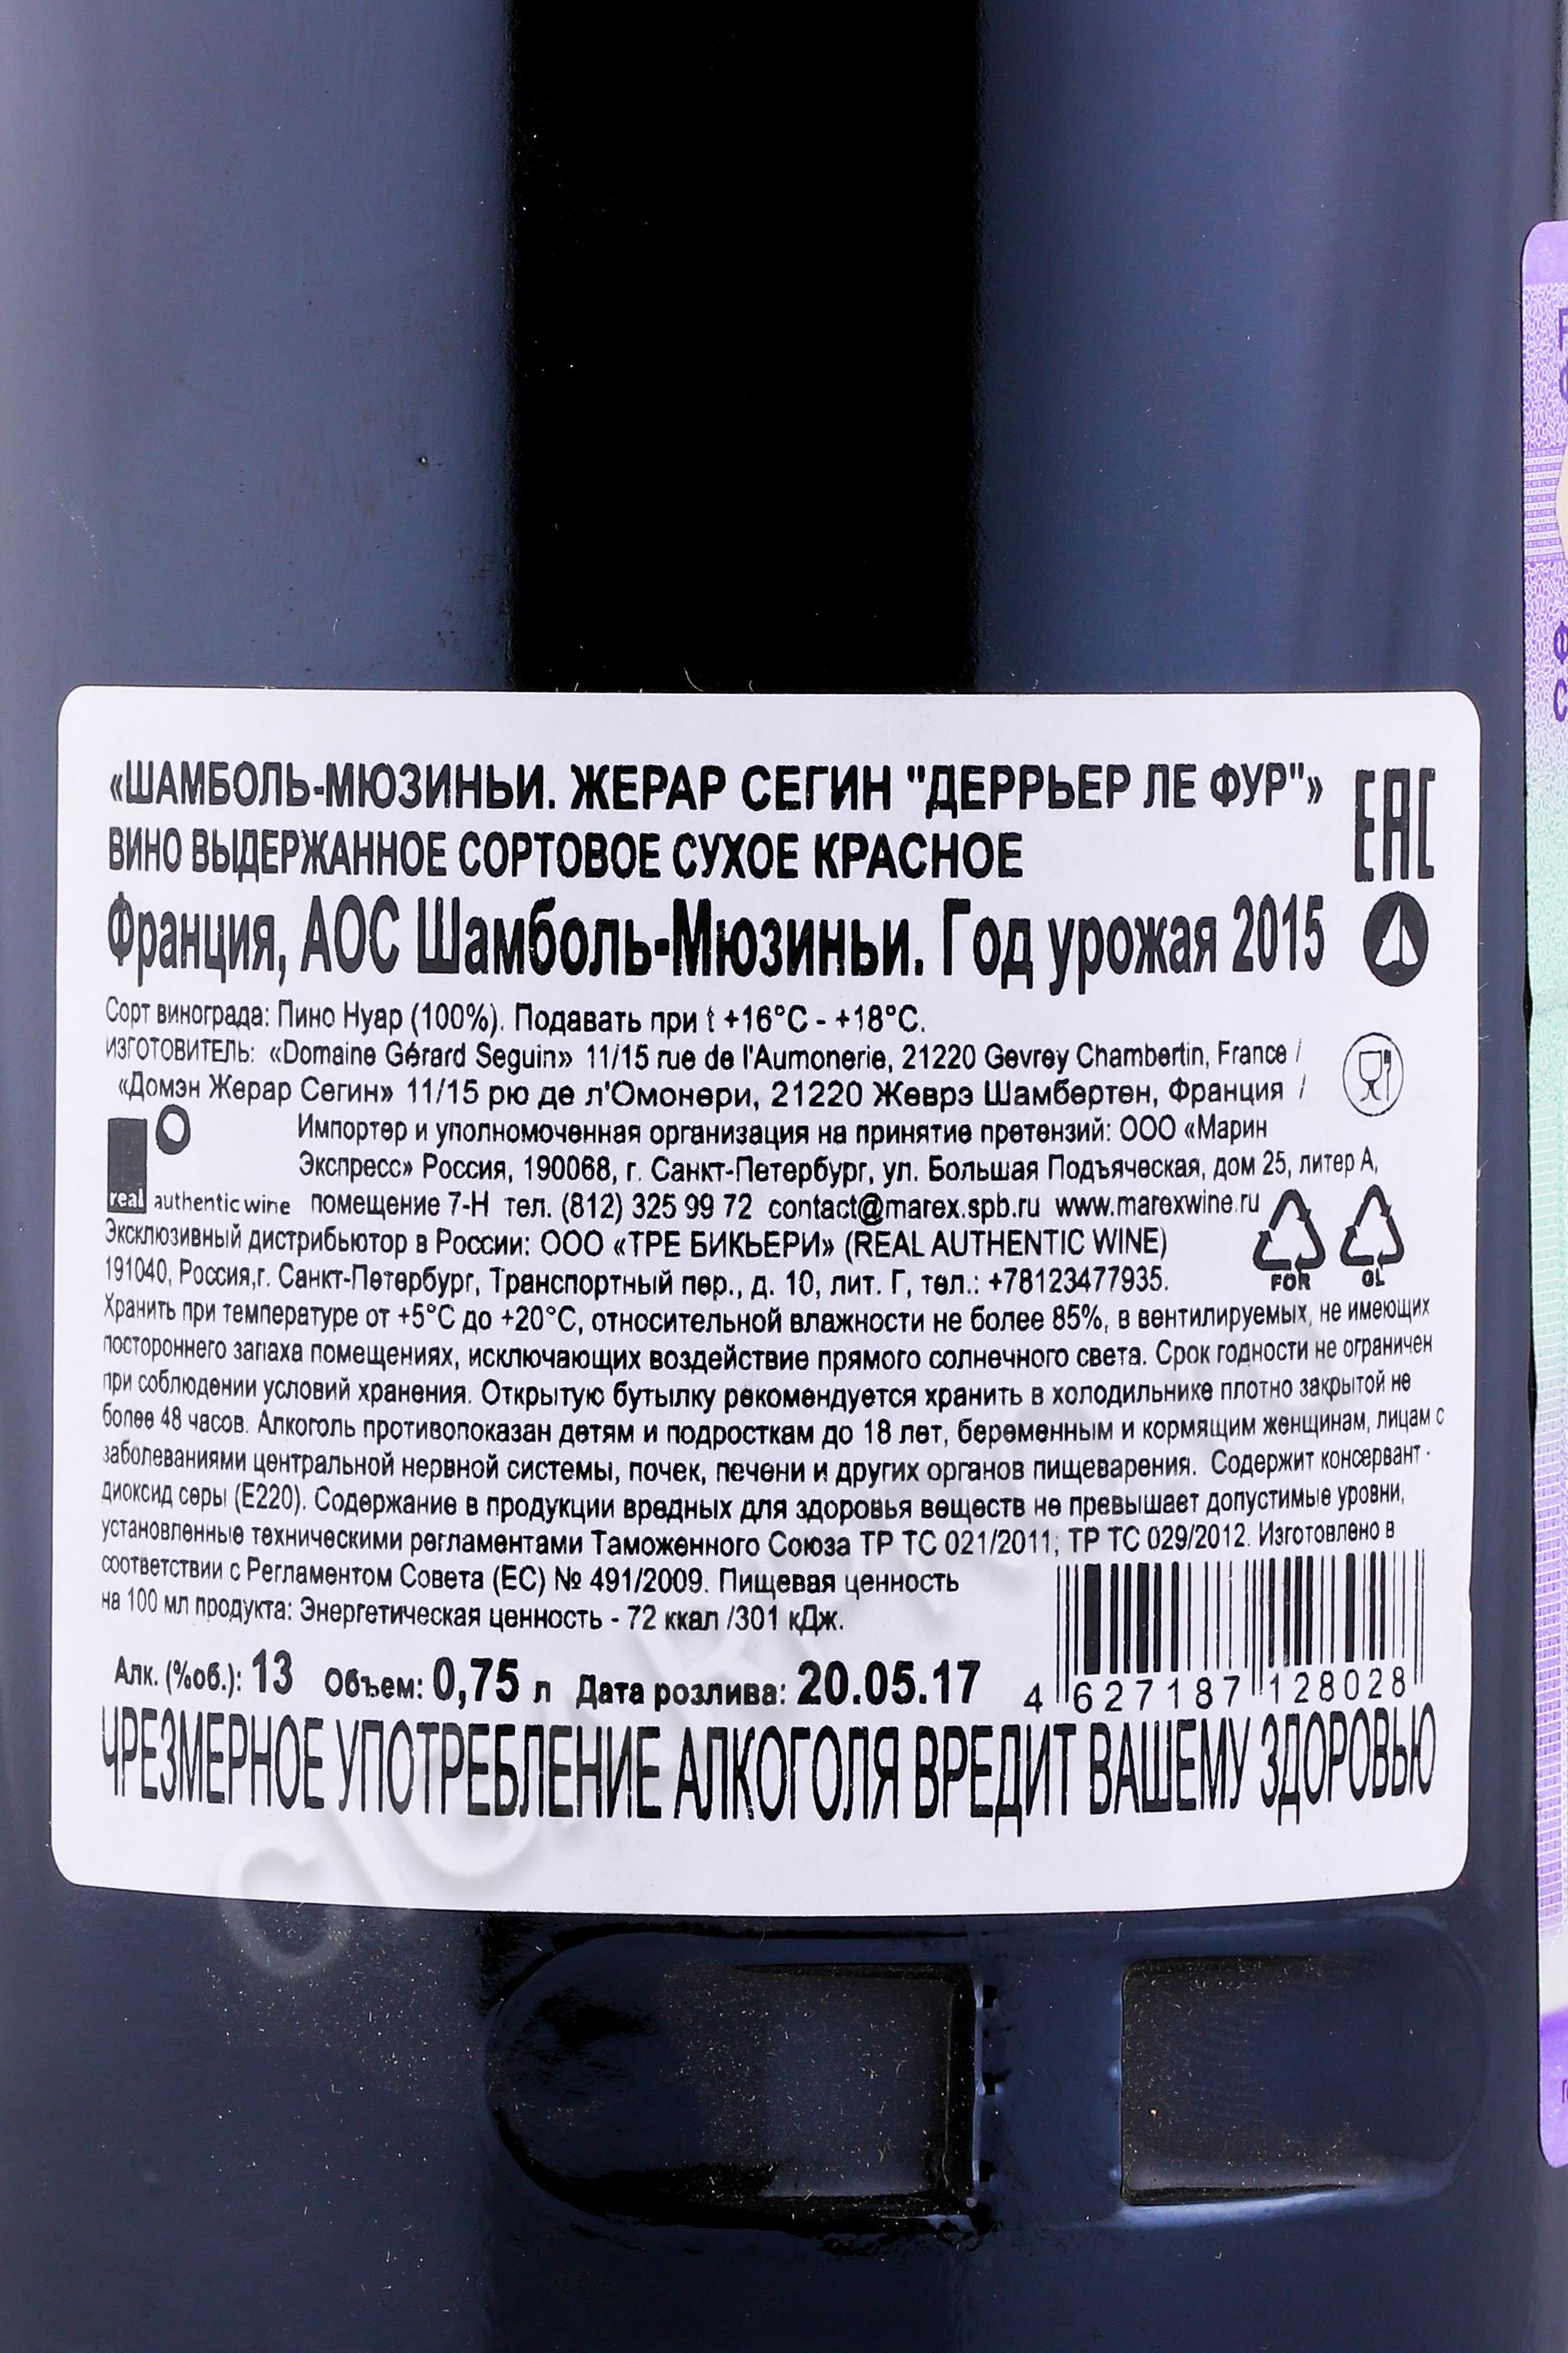 «ШАМБОЛЬ-МЮЗИНЬИ. ЖЕРАР СЕГИН "ДЕРРЬЕР ЛЕ ФУР"»
ВИНО ВЫДЕРЖАННОЕ СОРТОВОЕ СУХОЕ КРАСНОЕ
EAC
Франция, АОС Шамболь-Мюзиньи. Год урожая 2015
Сорт винограда: Пино Нуар (100%). Подавать при t +16°C - +18°C.
ИЗГОТОВИТЕЛЬ: «Domaine Gérard Seguin» 11/15 rue de l'Aumonerie, 21220 Gevrey Chambertin, France /
«Домэн Жерар Сегин» 11/15 рю де л'Омонери, 21220 Жеврэ Шамбертен, Франция /
Импортер и уполномоченная организация на принятие претензий: ООО «Марин
Экспресс» Россия, 190068, г. Санкт-Петербург, ул. Большая Подъяческая, дом 25, литер А,
real authentic wine помещение 7-Н тел. (812) 325 99 72 contact@marex.spb.ru www.marexwine.ru
Эксклюзивный дистрибьютор в России: ООО «ТРЕ БИКЬЕРИ» (REAL AUTHENTIC WINE)
191040, Россия,г. Санкт-Петербург, Транспортный пер., д. 10, лит. Г, тел.: +78123477935.
FOR GL
Хранить при температуре от +5°C до +20°C, относительной влажности не более 85%, в вентилируемых, не имеющих
постороннего запаха помещениях, исключающих воздействие прямого солнечного света. Срок годности не ограничен
при соблюдении условий хранения. Открытую бутылку рекомендуется хранить в холодильнике плотно закрытой не
более 48 часов. Алкоголь противопоказан детям и подросткам до 18 лет, беременным и кормящим женщинам, лицам с
заболеваниями центральной нервной системы, почек, печени и других органов пищеварения. Содержит консервант -
диоксид серы (E220). Содержание в продукции вредных для здоровья веществ не превышает допустимые уровни,
установленные техническими регламентами Таможенного Союза ТР ТС 021/2011; ТР ТС 029/2012. Изготовлено в
соответствии с Регламентом Совета (ЕС) № 491/2009. Пищевая ценность
на 100 мл продукта: Энергетическая ценность - 72 ккал /301 кДж.
Алк. (%об.): 13 Объем: 0,75 л Дата розлива: 20.05.17
4 627187 128028
ЧРЕЗМЕРНОЕ УПОТРЕБЛЕНИЕ АЛКОГОЛЯ ВРЕДИТ ВАШЕМУ ЗДОРОВЬЮ